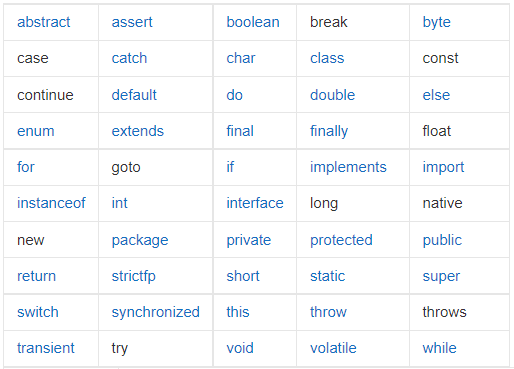 abstract assert boolean break byte
case catch char class const
continue default do double else
enum extends final finally float
for goto if implements import
instanceof int interface long native
new package private protected public
return strictfp short static super
switch synchronized this throw throws
transient try void volatile while